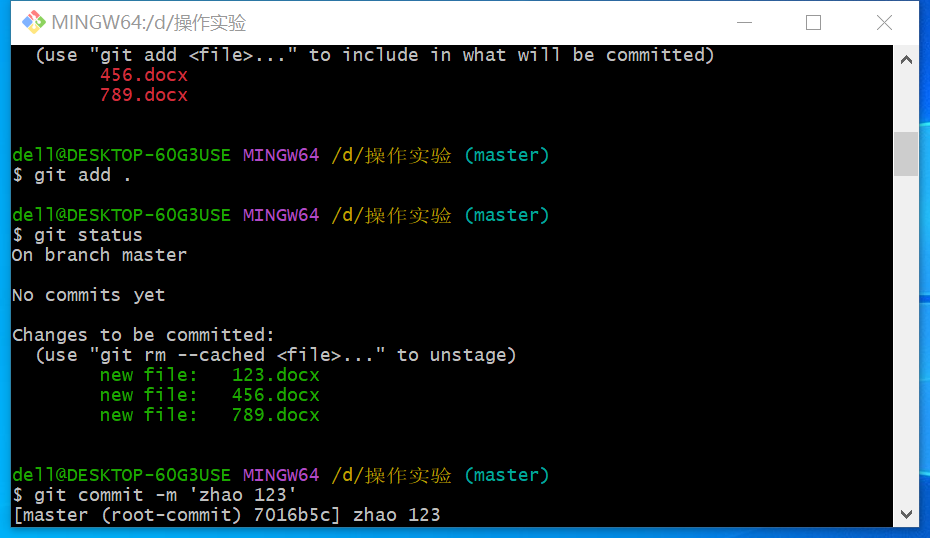 MINGW64:/d/操作实验
(use "git add <file>..." to include in what will be committed)
456.docx
789.docx
dell@DESKTOP-6OG3USE MINGW64 /d/操作实验 (master)
$ git add .
dell@DESKTOP-6OG3USE MINGW64 /d/操作实验 (master)
$ git status
On branch master
No commits yet
Changes to be committed:
(use "git rm --cached <file>..." to unstage)
new file: 123.docx
new file: 456.docx
new file: 789.docx
dell@DESKTOP-6OG3USE MINGW64 /d/操作实验 (master)
$ git commit -m 'zhao 123'
[master (root-commit) 7016b5c] zhao 123